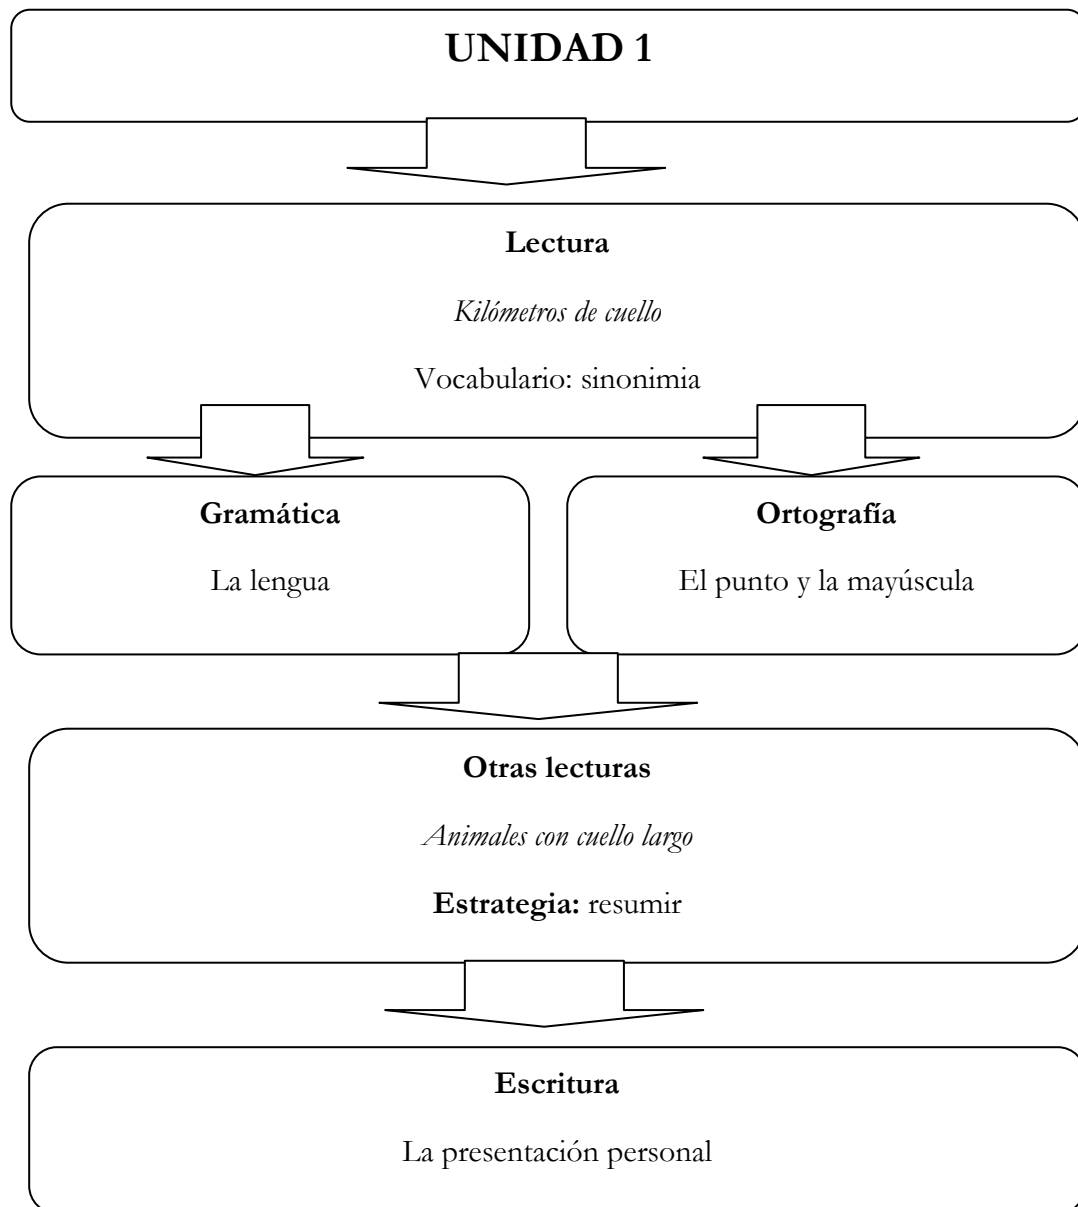 UNIDAD 1
Lectura
Kilómetros de cuello
Vocabulario: sinonimia
Gramática
La lengua
Ortografía
El punto y la mayúscula
Otras lecturas
Animales con cuello largo
Estrategia: resumir
Escritura
La presentación personal